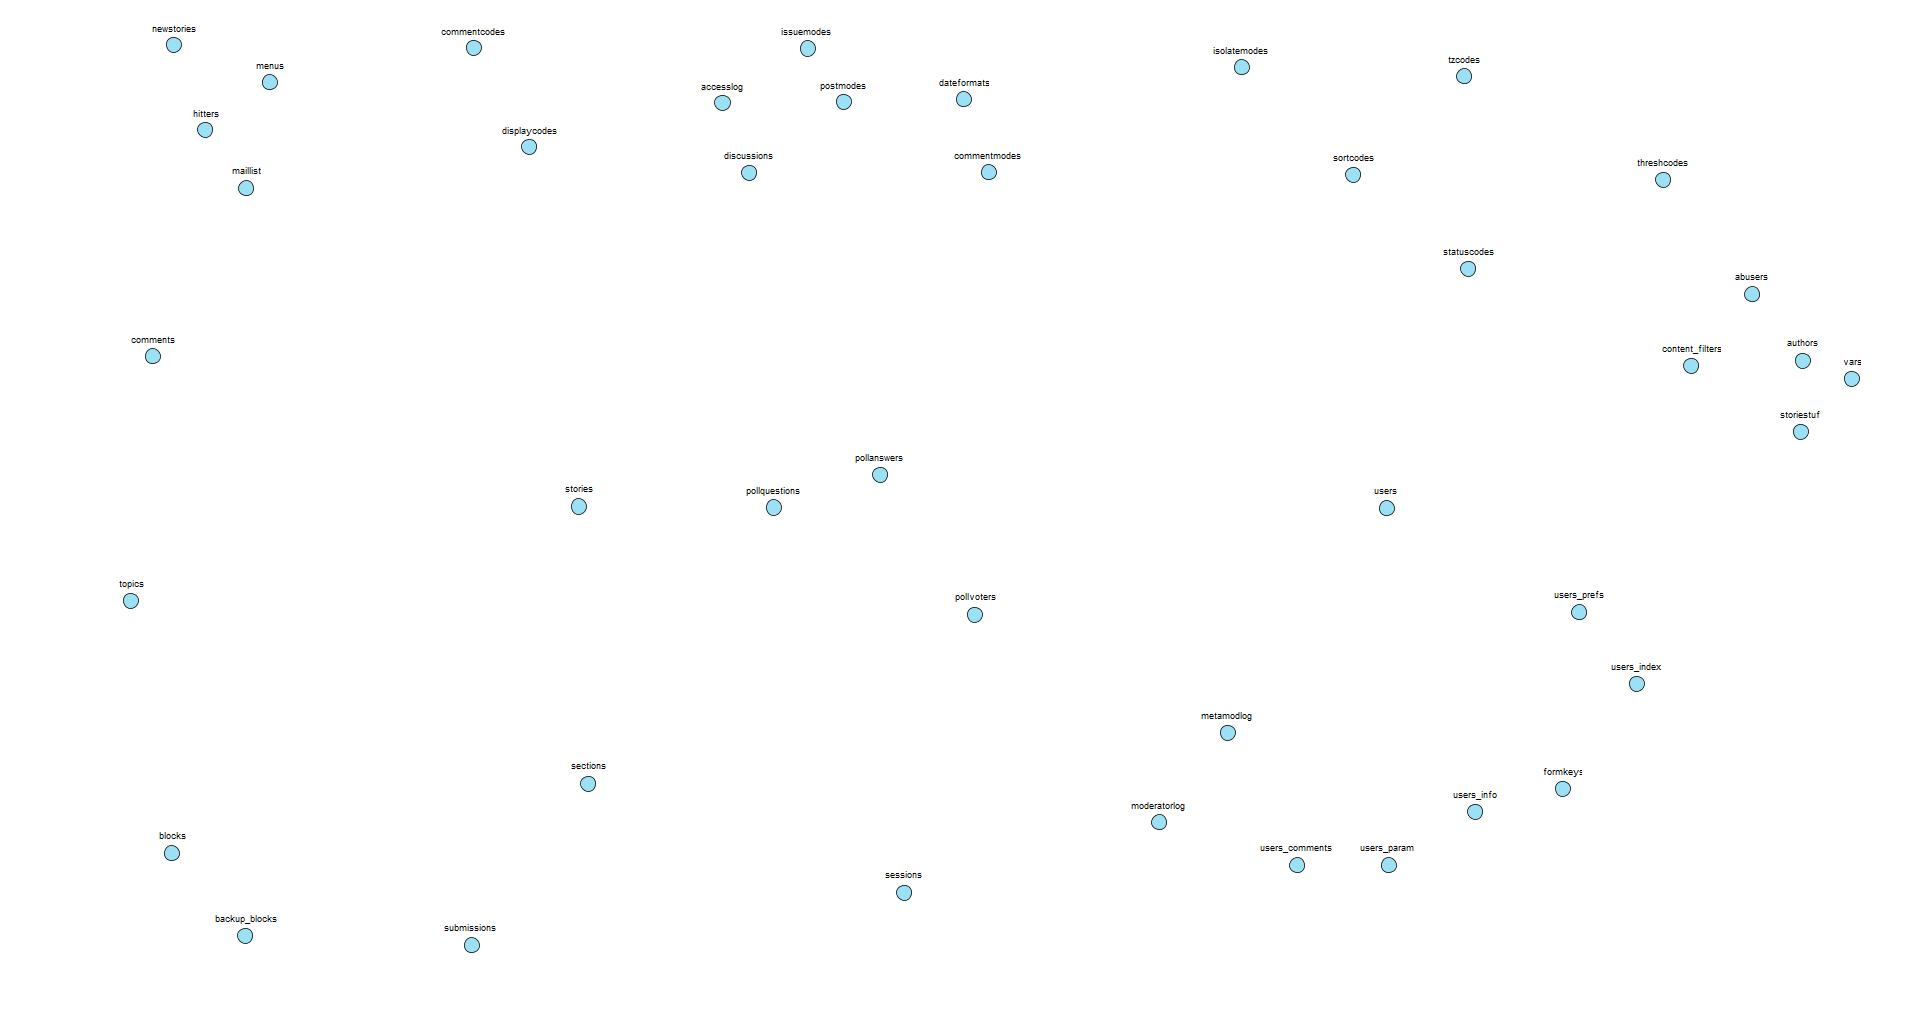 newstories
commentcodes
issuemodes
isolatemodes
tzcodes
menus
accesslog
postmodes
dateformats
hitters
displaycodes
discussions
commentmodes
sortcodes
threshcodes
maillist
statuscodes
abusers
comments
content_filters
authors
vars
storiestuf
pollanswers
stories
pollquestions
users
topics
pollvoters
users_prefs
users_index
metamodlog
sections
formkeys
users_info
moderatorlog
blocks
users_comments
users_param
sessions
backup_blocks
submissions